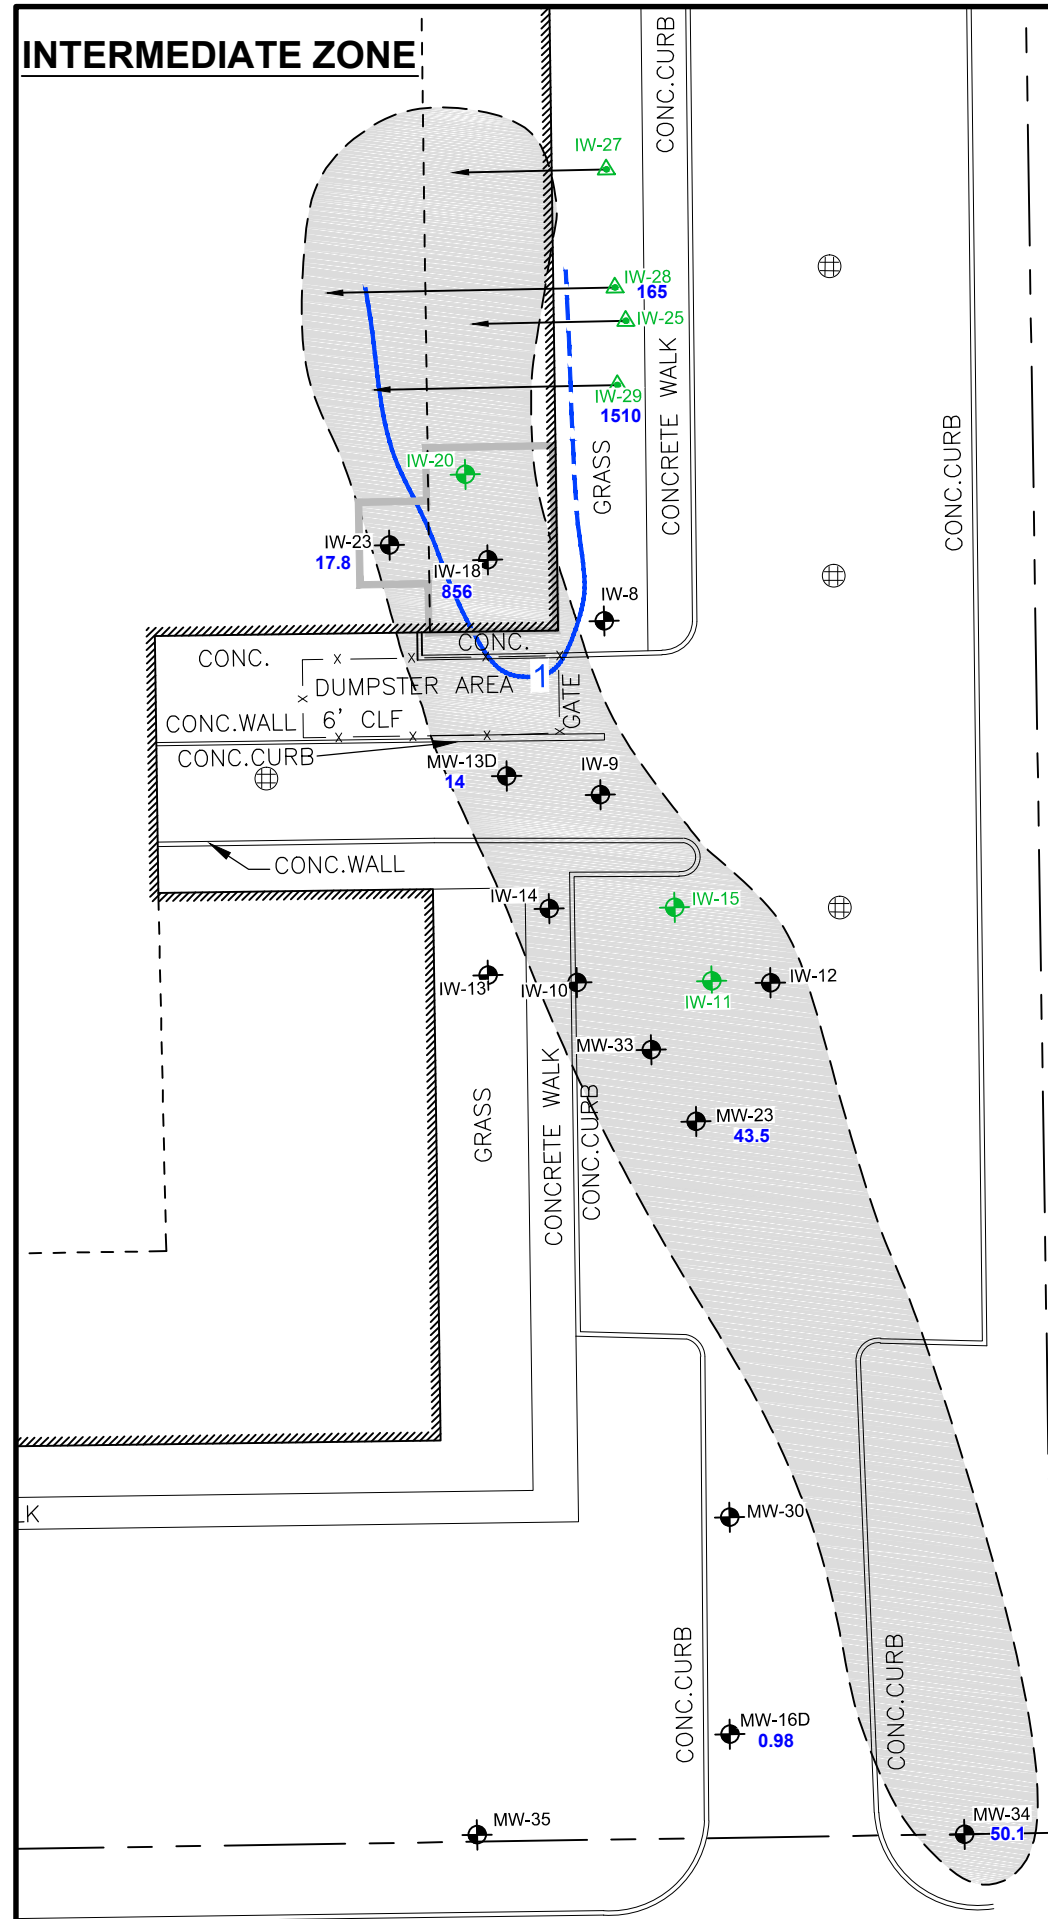 INTERMEDIATE ZONE
CONC.CURB
IW-27
IW-28
165
IW-25
IW-29
1510
CONCRETE WALK
GRASS
CONC.CURB
IW-20
IW-23
17.8
IW-18
856
IW-8
CONC.
CONC.
x x x x
DUMPSTER AREA
1
GATE
x
CONC.WALL
6' CLF
x x x x
CONC.CURB
MW-13D
14
IW-9
CONC.WALL
IW-14
IW-15
IW-13
IW-10
IW-11
IW-12
MW-33
MW-23
43.5
GRASS
CONCRETE WALK
CONC.CURB
LK
MW-30
CONC.CURB
CONC.CURB
MW-16D
0.98
MW-35
MW-34
50.1